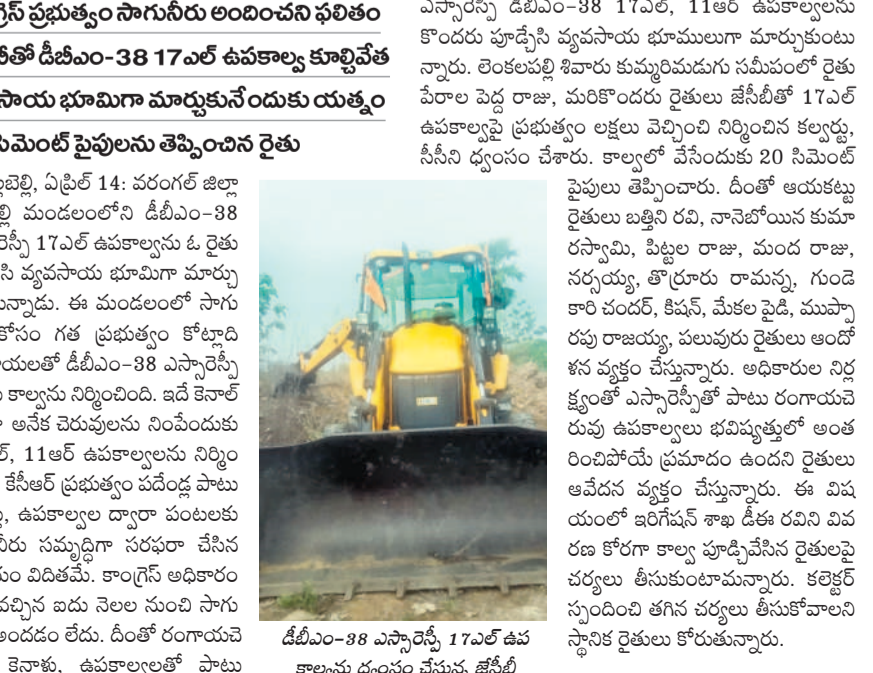 ప్రభుత్వం సాగునీరు అందించని ఫలితం
డీబీఎం-38 17ఎల్ ఉపకాల్వ కూల్చివేత
భూమిగా మార్చుకునేందుకు యత్నం
పైపులను తెప్పించిన రైతు
ఏప్రిల్ 14: వరంగల్ జిల్లా
మండలంలోని డీబీఎం-38
17ఎల్ ఉపకాల్వను ఓ రైతు
వ్యవసాయ భూమిగా మార్చు
ఈ మండలంలో సాగు
కోసం గత ప్రభుత్వం కోట్లాది
డీబీఎం-38 ఎస్సారెస్పీ
కాల్వను నిర్మించింది. ఇదే కెనాల్
అనేక చెరువులను నింపేందుకు
11ఆర్ ఉపకాల్వలను నిర్మిం
కేసీఆర్ ప్రభుత్వం పదేండ్ల పాటు
ఉపకాల్వల ద్వారా పంటలకు
సమృద్ధిగా సరఫరా చేసిన
విదితమే. కాంగ్రెస్ అధికారం
ఐదు నెలల నుంచి సాగు
లేదు. దీంతో రంగాయచె
కెనాళు, ఉపకాల్వలతో పాటు
ఎస్సారెస్పీ డీబీఎం-38 17ఎల్, 11ఆర్ ఉపకాల్వలను
కొందరు పూడ్చేసి వ్యవసాయ భూములుగా మార్చుకుంటు
న్నారు. లెంకలపల్లి శివారు కుమ్మరిమడుగు సమీపంలో రైతు
పేరాల పెద్ద రాజు, మరికొందరు రైతులు జేసీబీతో 17ఎల్
ఉపకాల్వపై ప్రభుత్వం లక్షలు వెచ్చించి నిర్మించిన కల్వర్టు,
సీసీని ధ్వంసం చేశారు. కాల్వలో వేసేందుకు 20 సిమెంట్
పైపులు తెప్పించారు. దీంతో ఆయకట్టు
రైతులు బత్తిని రవి, నానెబోయిన కుమా
రస్వామి, పిట్టల రాజు, మంద రాజు,
నర్సయ్య, తొర్రూరు రామన్న, గుండె
కారి చందర్, కిషన్, మేకల పైడి, ముప్పా
రపు రాజయ్య, పలువురు రైతులు ఆందో
ళన వ్యక్తం చేస్తున్నారు. అధికారుల నిర్ల
క్ష్యంతో ఎస్సారెస్పీతో పాటు రంగాయచె
రువు ఉపకాల్వలు భవిష్యత్తులో అంత
రించిపోయే ప్రమాదం ఉందని రైతులు
ఆవేదన వ్యక్తం చేస్తున్నారు. ఈ విష
యంలో ఇరిగేషన్ శాఖ డీఈ రవిని వివ
రణ కోరగా కాల్వ పూడ్చివేసిన రైతులపై
చర్యలు తీసుకుంటామన్నారు. కలెక్టర్
స్పందించి తగిన చర్యలు తీసుకోవాలని
స్థానిక రైతులు కోరుతున్నారు.
డీబీఎం-38 ఎస్సారెస్పీ 17ఎల్ ఉప
కాల్వను ధ్వంసం చేస్తున్న జేసీబీ